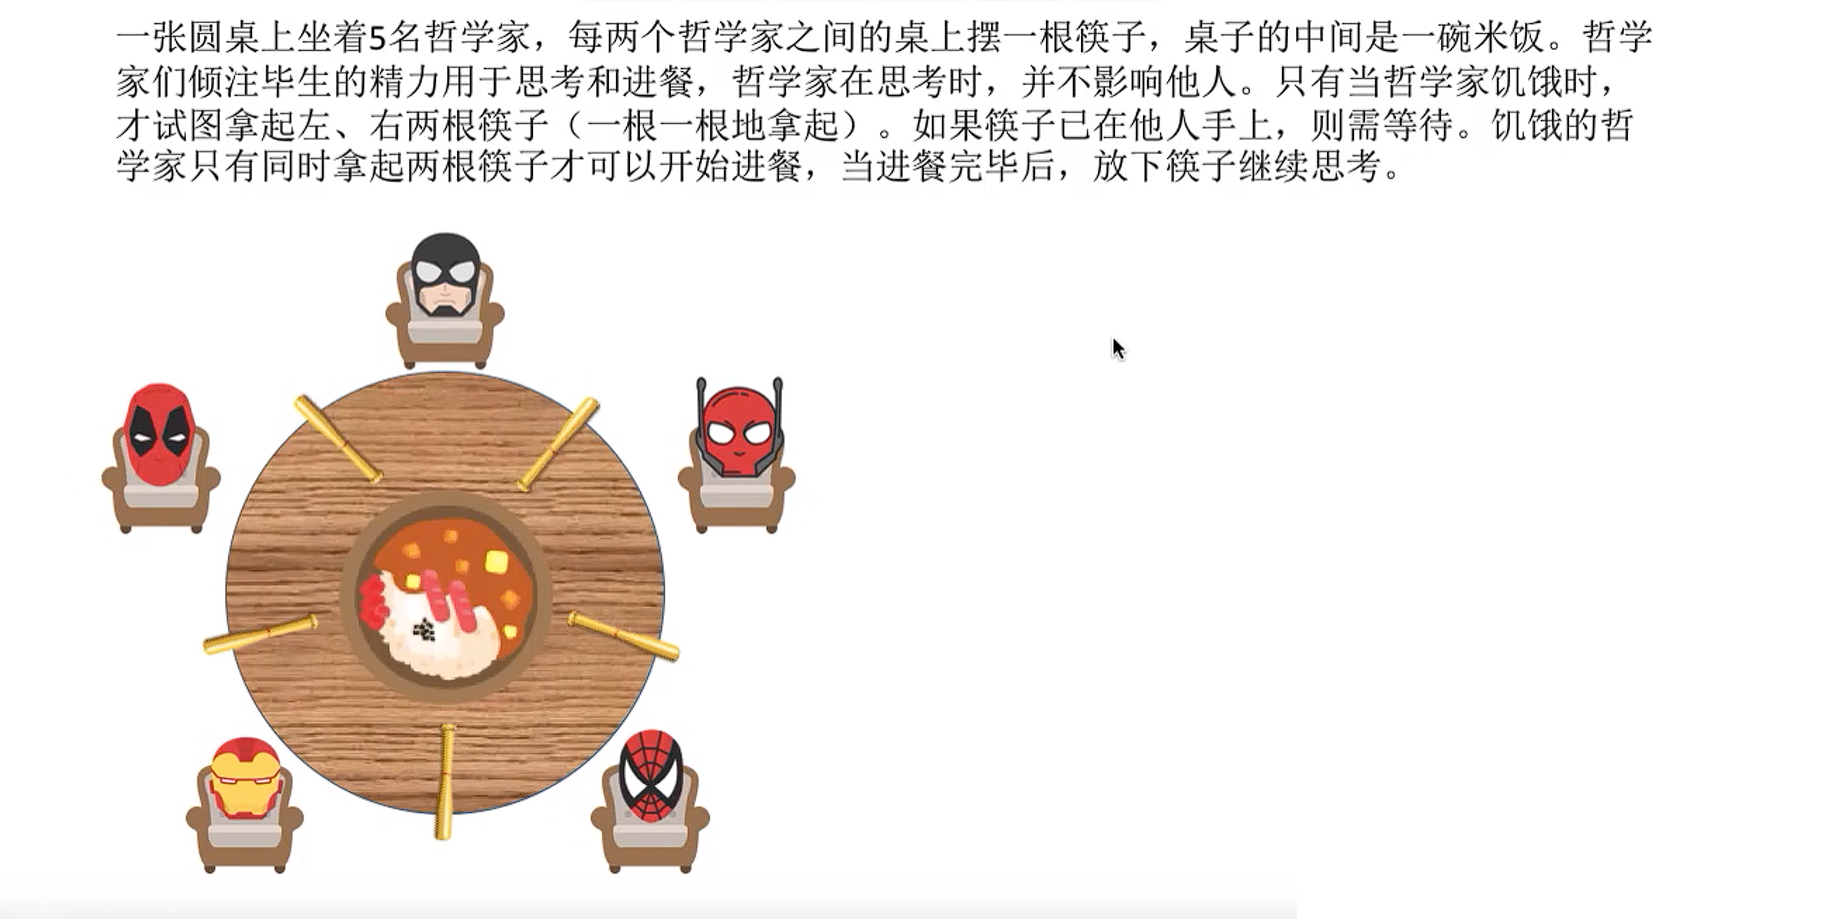 一张圆桌上坐着5名哲学家，每两个哲学家之间的桌上摆一根筷子，桌子的中间是一碗米饭。哲学
家们倾注毕生的精力用于思考和进餐，哲学家在思考时，并不影响他人。只有当哲学家饥饿时，
才试图拿起左、右两根筷子（一根一根地拿起）。如果筷子已在他人手上，则需等待。饥饿的哲
学家只有同时拿起两根筷子才可以开始进餐，当进餐完毕后，放下筷子继续思考。